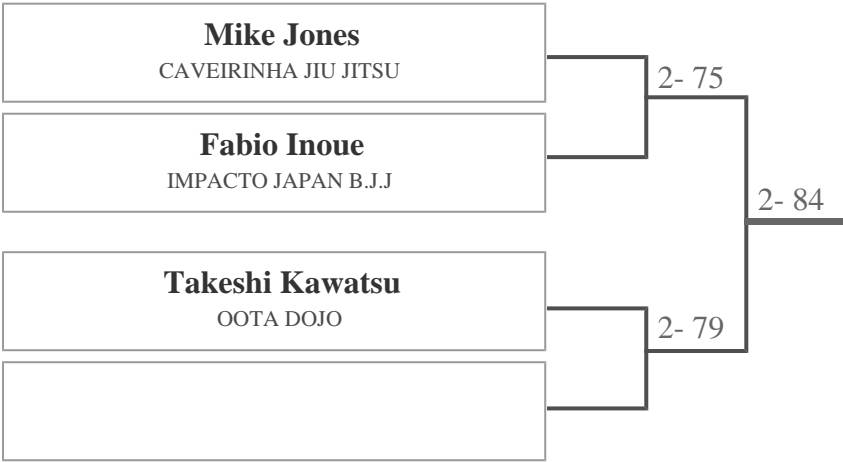 Mike Jones
CAVEIRINHA JIU JITSU
2- 75
Fabio Inoue
IMPACTO JAPAN B.J.J
2- 84
Takeshi Kawatsu
OOTA DOJO
2- 79